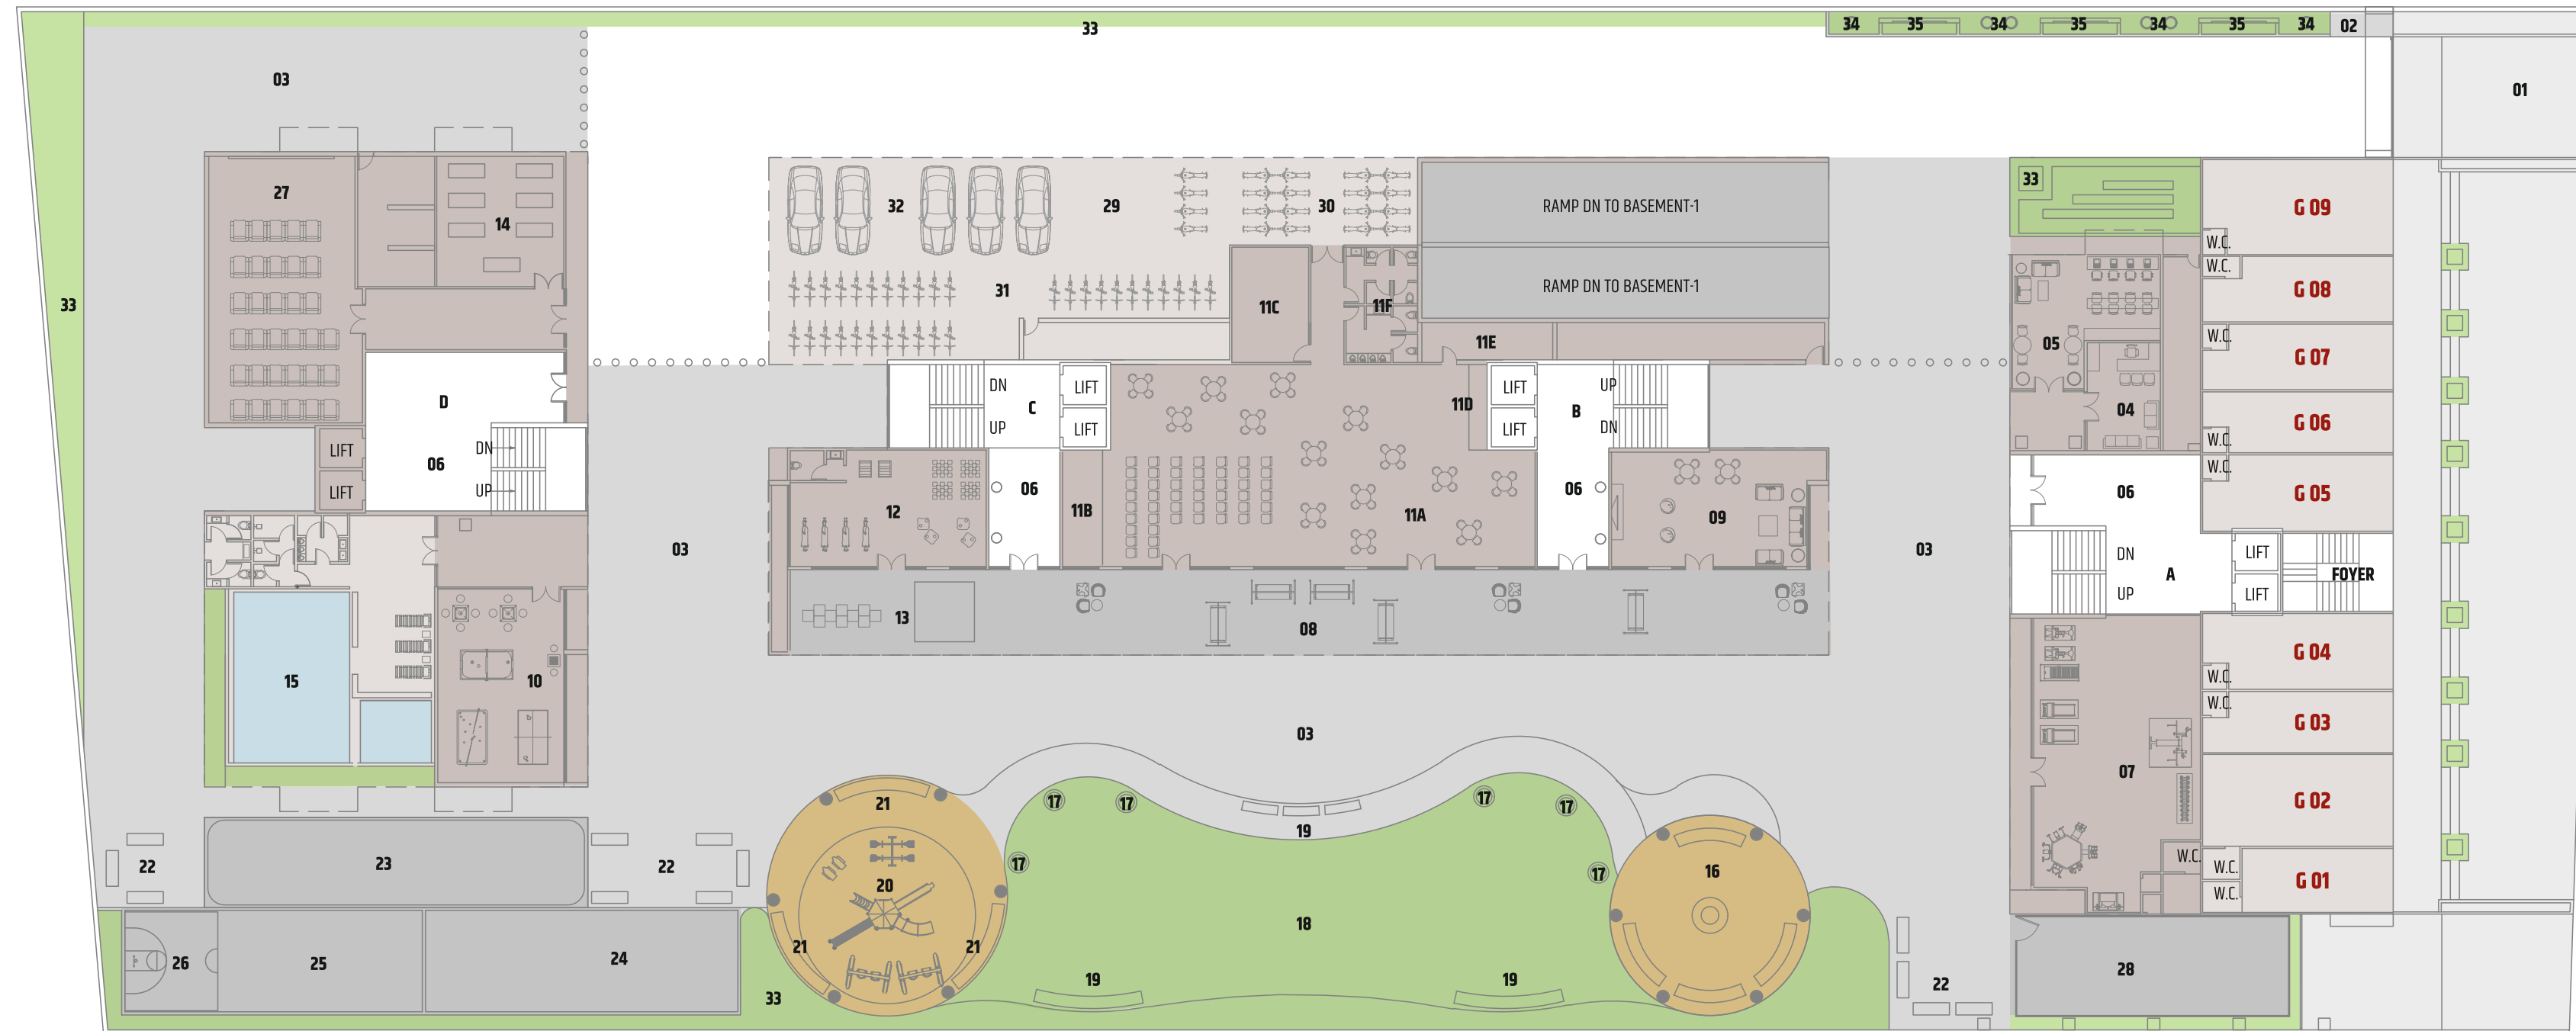 33
34
35
34
35
34
35
34
02
03
01
27
14
32
29
30
RAMP DN TO BASEMENT-1
33
G 09
W.C.
W.C.
33
31
11C
11F
RAMP DN TO BASEMENT-1
G 08
11E
05
W.C.
G 07
D
DN
C
LIFT
11D
LIFT
UP
B
04
G 06
UP
LIFT
LIFT
DN
W.C.
LIFT
06
DN
W.C.
LIFT
UP
06
11B
11A
06
06
G 05
12
09
03
03
DN
LIFT
FOYER
A
UP
LIFT
13
08
15
10
G 04
W.C.
W.C.
G 03
03
07
21
17
17
17
17
G 02
19
22
23
22
17
20
17
16
W.C.
W.C.
W.C.
G 01
18
21
21
26
25
24
33
19
19
22
28